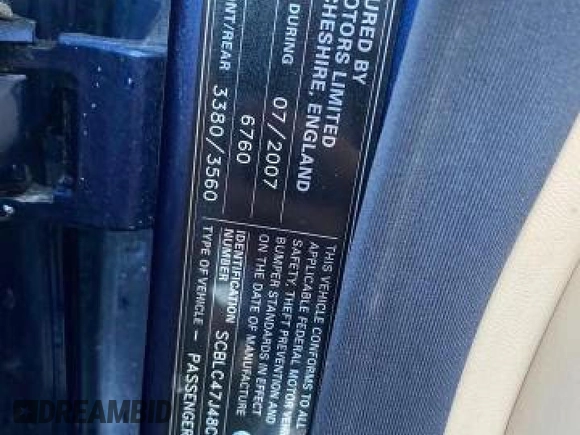 URED BY
OTORS LIMITED
CHESHIRE, ENGLAND
DURING 07/2007
6760
ONT/REAR 3380/3560
THIS VEHICLE CONFORMS TO ALL
APPLICABLE FEDERAL MOTOR VEH
SAFETY, THEFT PREVENTION AND
BUMPER STANDARDS IN EFFECT
ON THE DATE OF MANUFACTURE
IDENTIFICATION
NUMBER SCBLC47J48C
TYPE OF VEHICLE - PASSENGER
DREAMBID